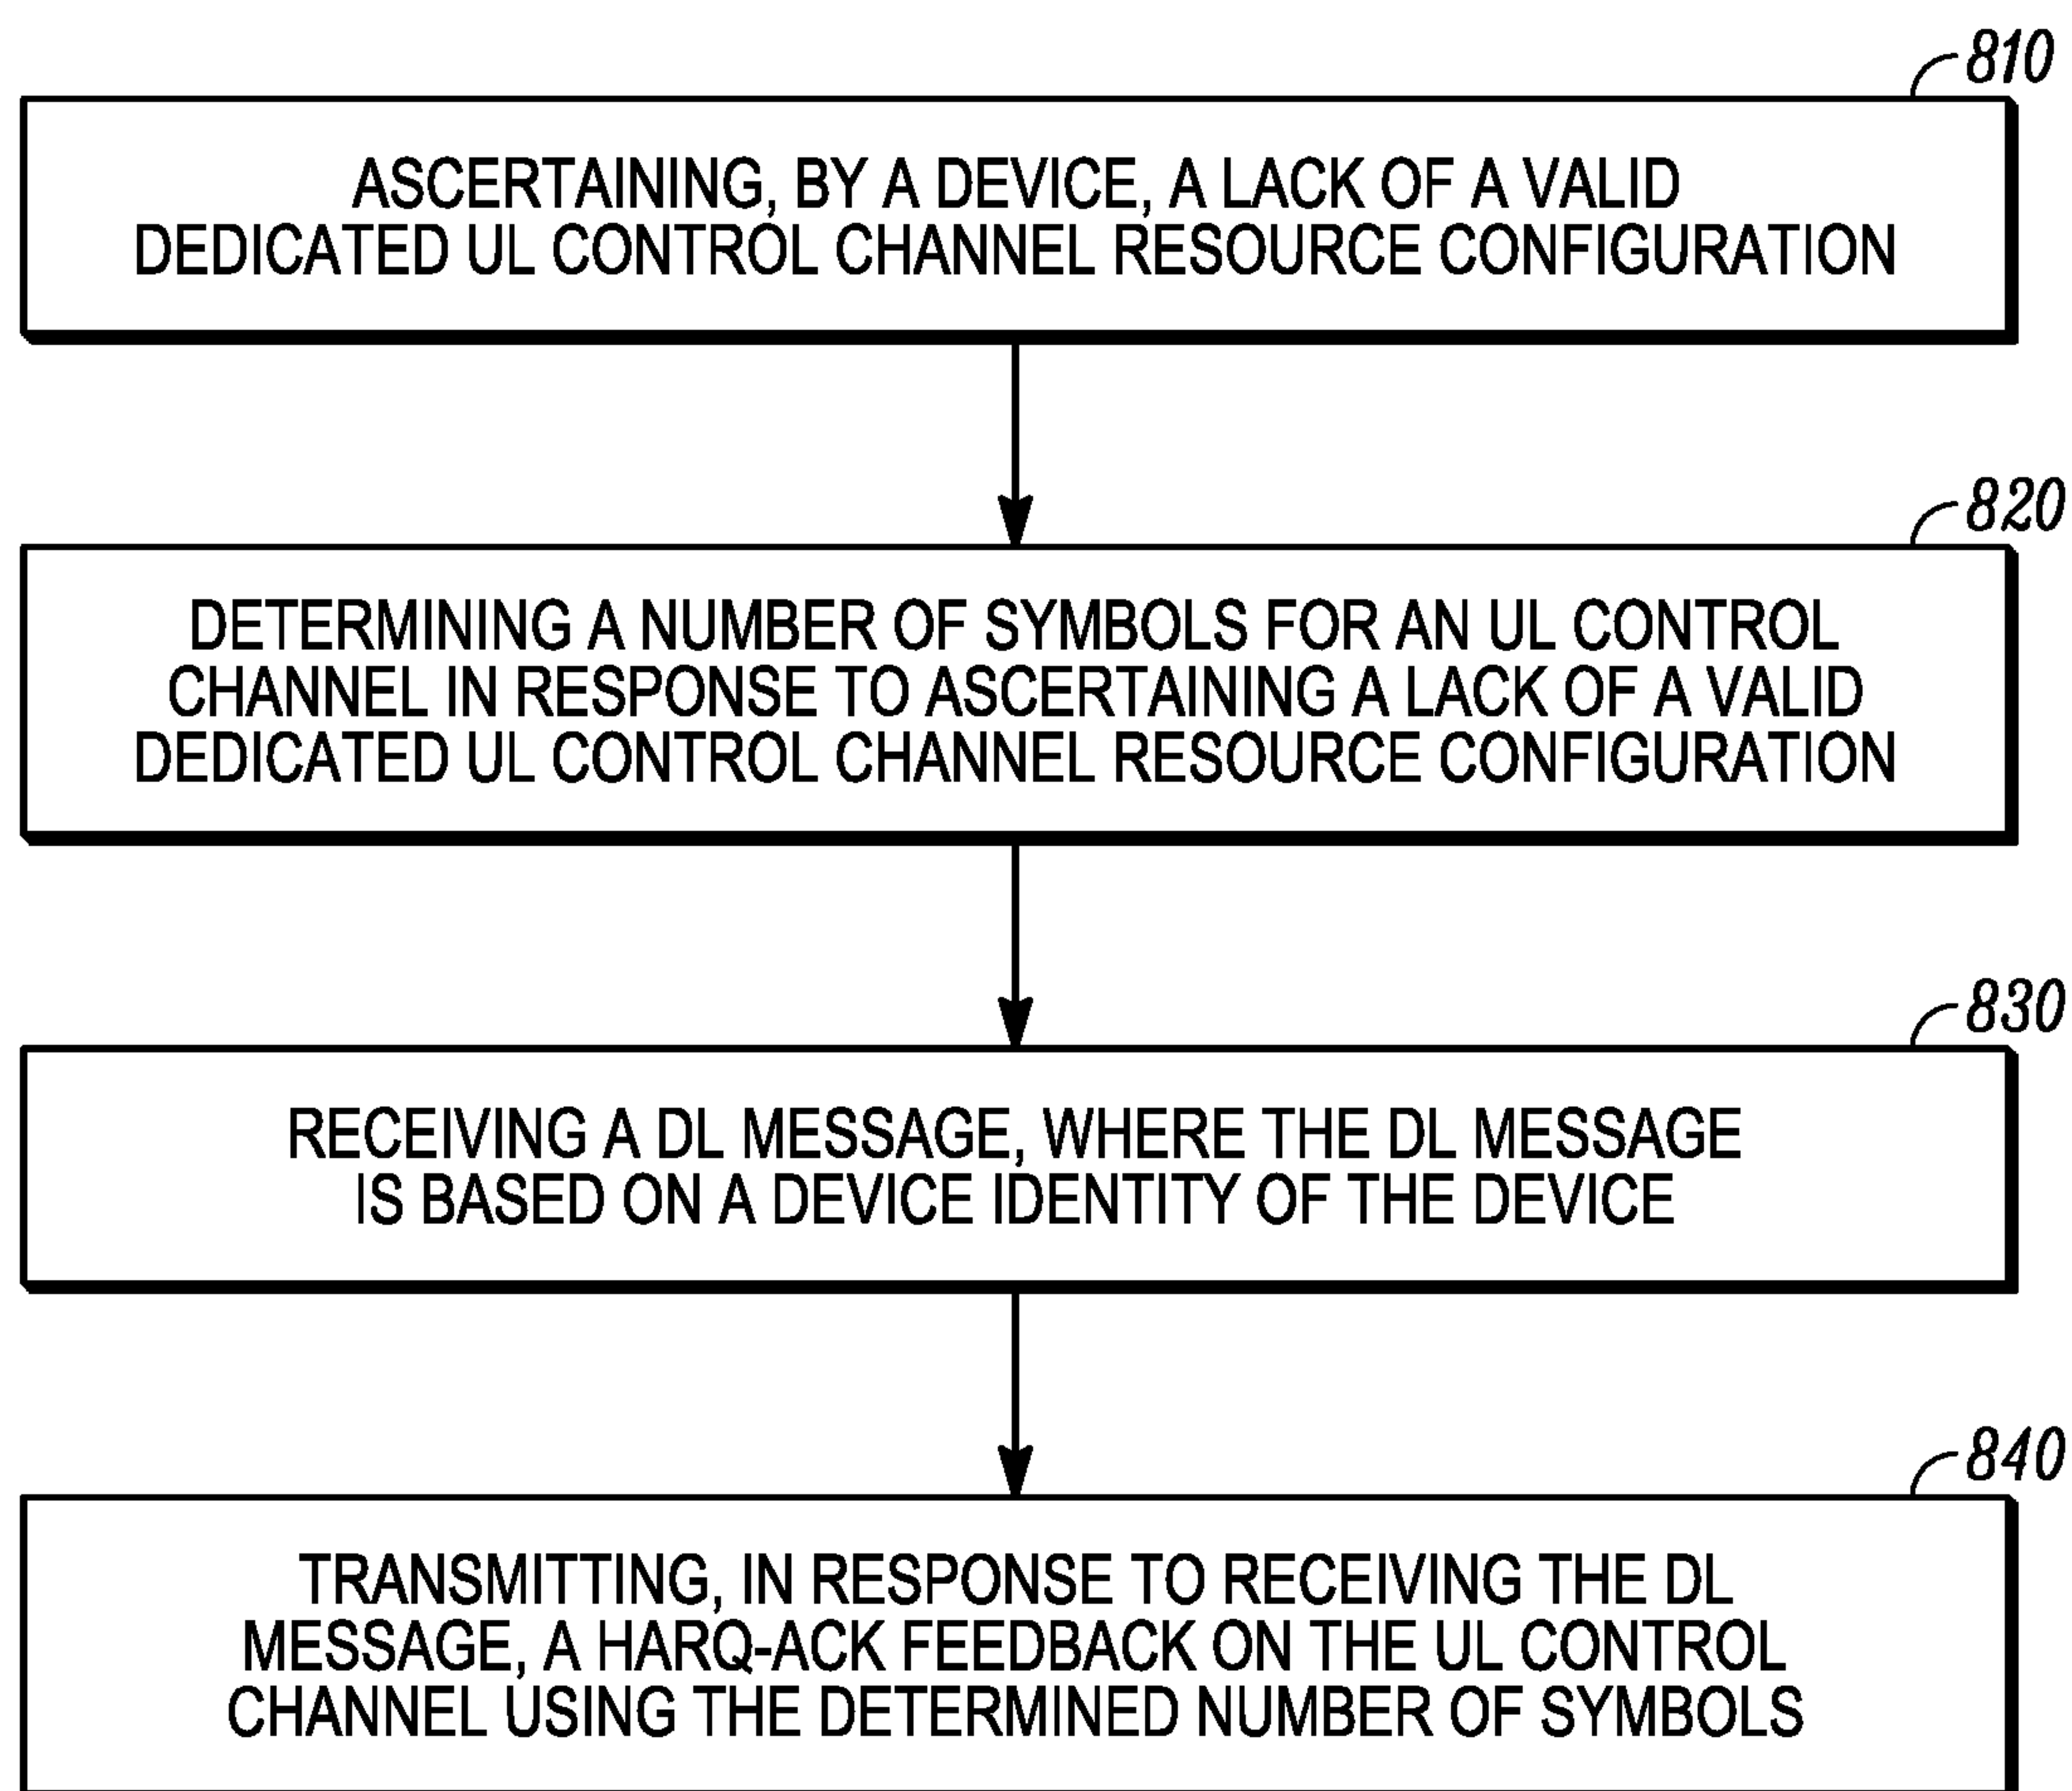 810
ASCERTAINING, BY A DEVICE, A LACK OF A VALID
DEDICATED UL CONTROL CHANNEL RESOURCE CONFIGURATION
820
DETERMINING A NUMBER OF SYMBOLS FOR AN UL CONTROL
CHANNEL IN RESPONSE TO ASCERTAINING A LACK OF A VALID
DEDICATED UL CONTROL CHANNEL RESOURCE CONFIGURATION
830
RECEIVING A DL MESSAGE, WHERE THE DL MESSAGE
IS BASED ON A DEVICE IDENTITY OF THE DEVICE
840
TRANSMITTING, IN RESPONSE TO RECEIVING THE DL
MESSAGE, A HARQ-ACK FEEDBACK ON THE UL CONTROL
CHANNEL USING THE DETERMINED NUMBER OF SYMBOLS